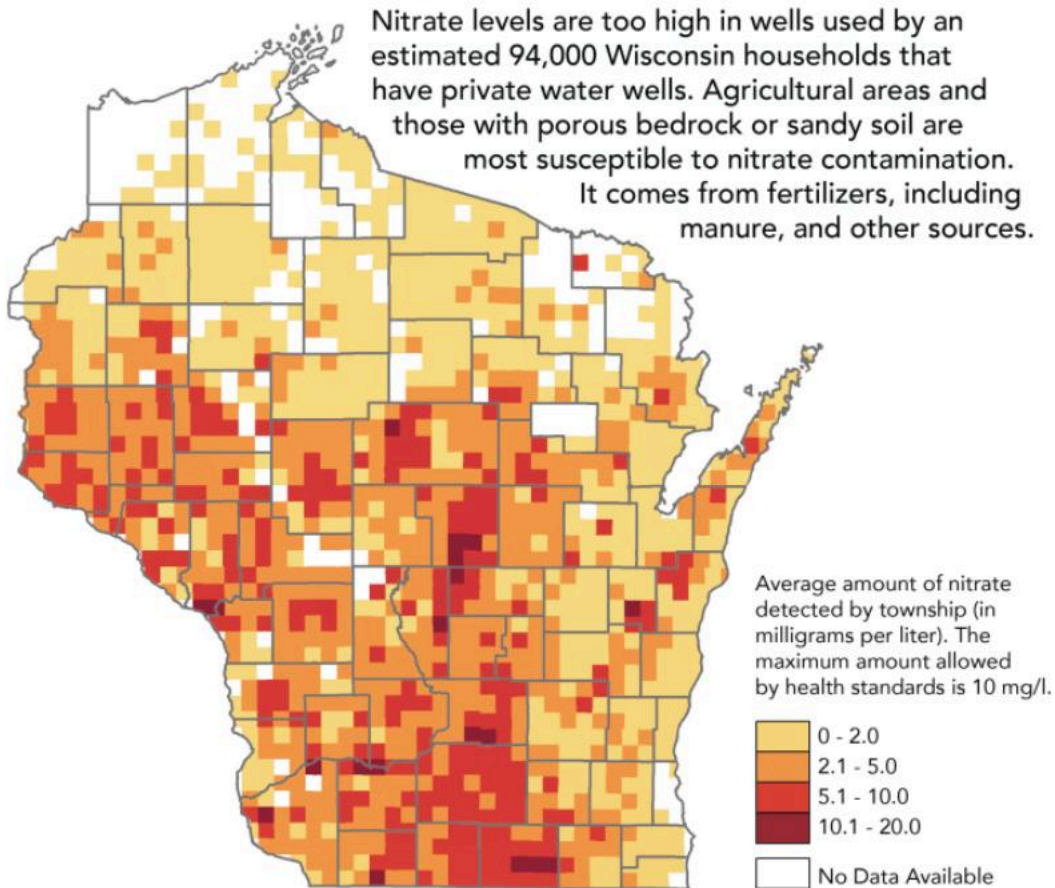 Nitrate levels are too high in wells used by an
estimated 94,000 Wisconsin households that
have private water wells. Agricultural areas and
those with porous bedrock or sandy soil are
most susceptible to nitrate contamination.
It comes from fertilizers, including
manure, and other sources.
Average amount of nitrate
detected by township (in
milligrams per liter). The
maximum amount allowed
by health standards is 10 mg/l.
0 - 2.0
2.1 - 5.0
5.1 - 10.0
10.1 - 20.0
No Data Available